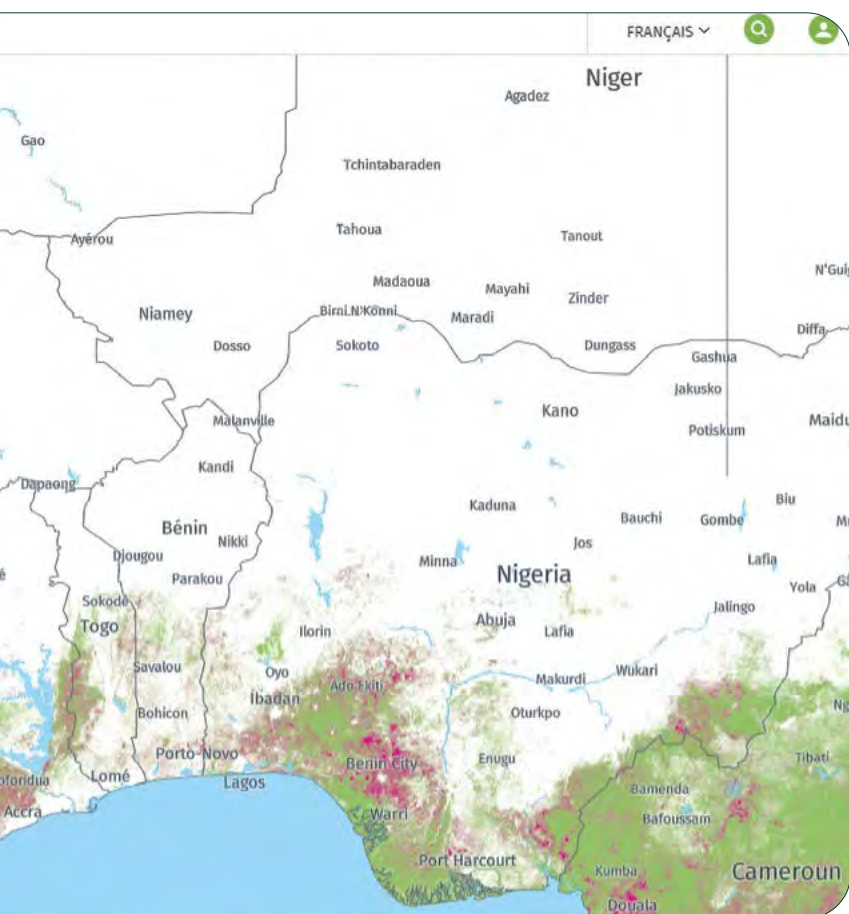 FRANÇAIS
Niger
Agadez
Gao
Tchintabaraden
Tahoua
Tanout
Ayérou
N'Gui
Madaoua
Mayahi
Zinder
Niamey
Birni.N'Konni
Maradi
Diffa
Dosso
Sokoto
Dungass
Gashua
Jakusko
Kano
Malanville
Maidu
Potiskum
Kandi
Dapaong
Biu
Kaduna
Bauchi
Gombe
Bénin
Nikki
Jos
Djougou
Minna
Lafia
Parakou
Nigeria
Yola
Sokodé
Jalingo
Togo
Abuja
Ilorin
Lafia
Savalou
Oyo
Wukari
Makurdi
Ado Ekiti
Ibadan
Bohicon
Oturkpo
Ng
Porto-Novo
Enugu
Tibati
Benin City
Lomé
Lagos
oforidua
Bamenda
Accra
Warri
Bafoussam
Port Harcourt
Kumba
Cameroun
Douala